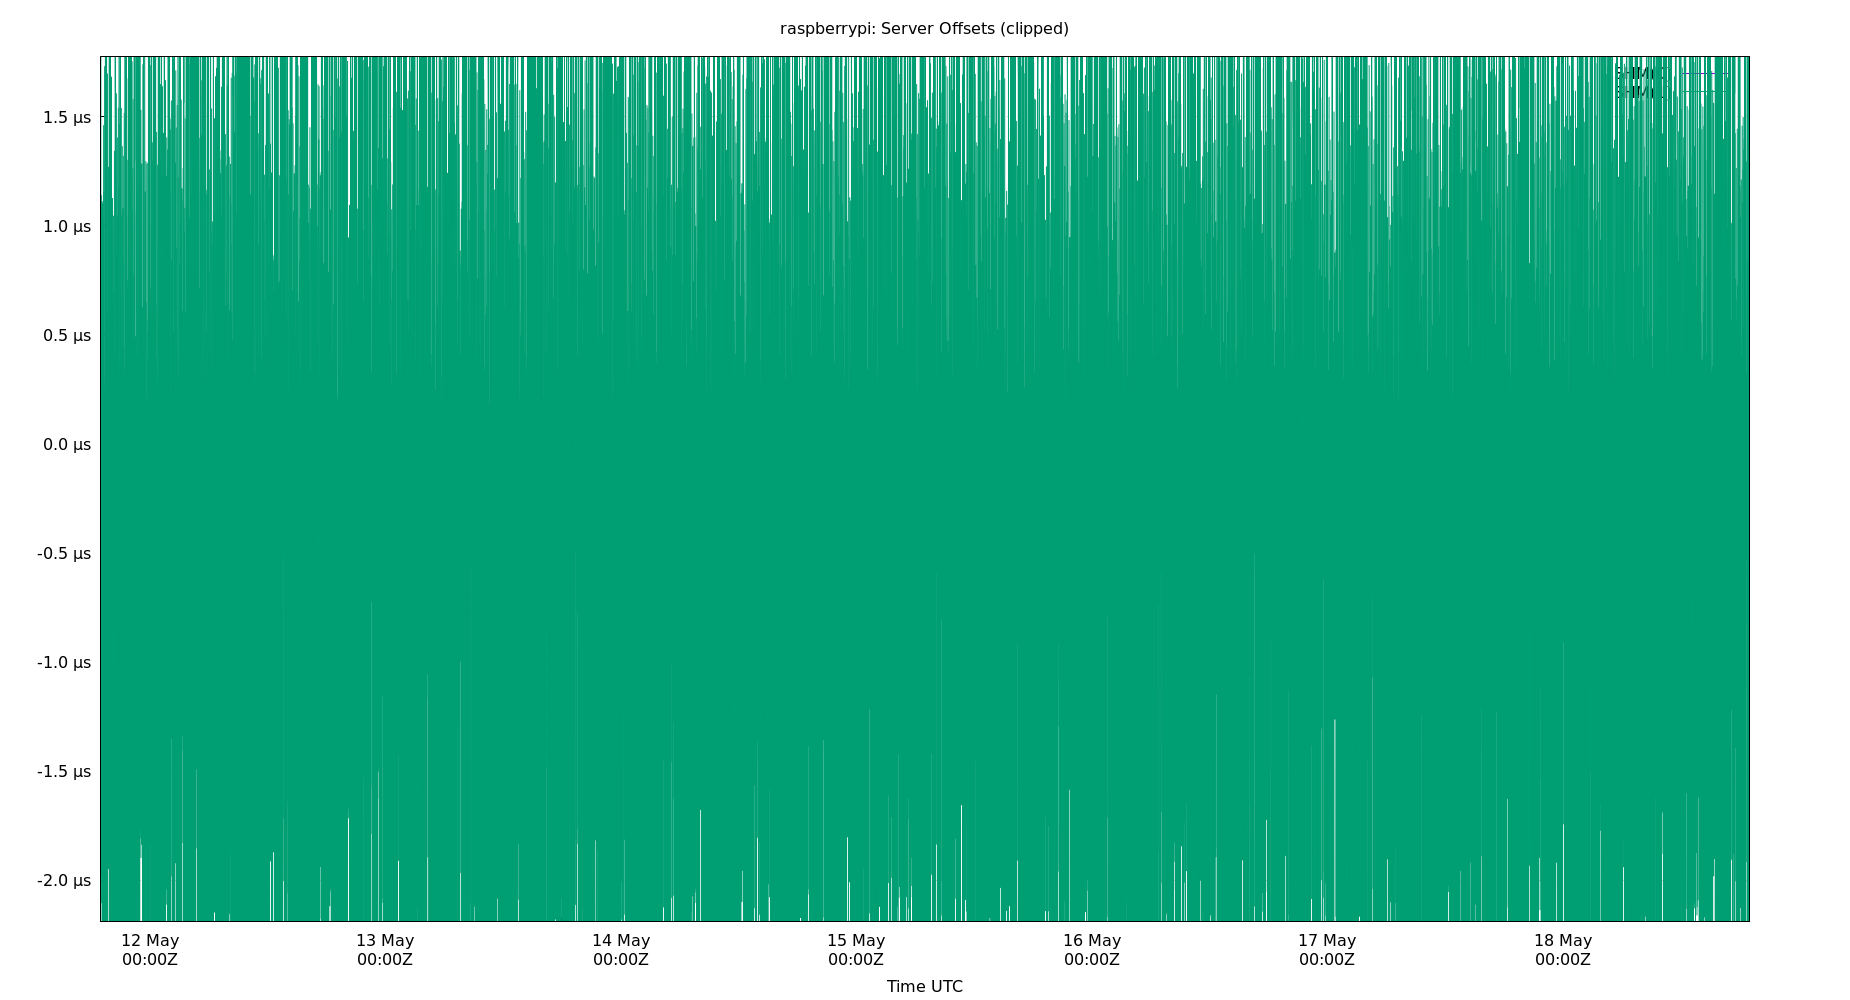 raspberrypi: Server Offsets (clipped)
1.5 µs
1.0 µs
0.5 µs
0.0 µs
-0.5 µs
-1.0 µs
-1.5 µs
-2.0 µs
12 May 13 May 14 May 15 May 16 May 17 May 18 May
00:00Z 00:00Z 00:00Z 00:00Z 00:00Z 00:00Z 00:00Z
Time UTC